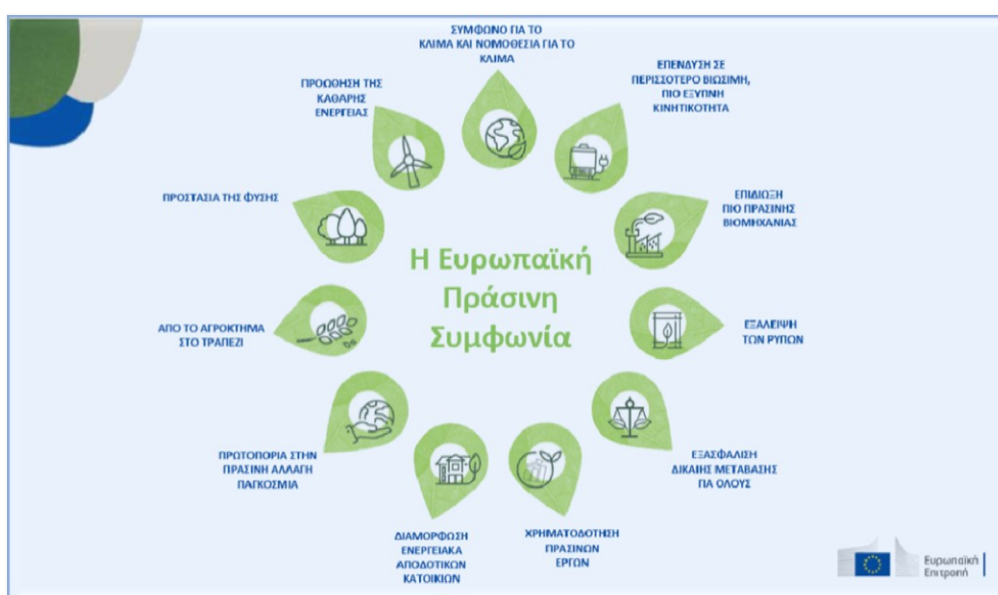 ΣΥΜΦΩΝΟ ΓΙΑ ΤΟ
ΚΛΙΜΑ ΚΑΙ ΝΟΜΟΘΕΣΙΑ ΓΙΑ ΤΟ
ΚΛΙΜΑ
ΕΠΕΝΔΥΣΗ ΣΕ
ΠΕΡΙΣΣΟΤΕΡΟ ΒΙΩΣΙΜΗ,
ΠΙΟ ΕΞΥΠΝΗ
ΚΙΝΗΤΙΚΟΤΗΤΑ
ΕΠΙΔΙΩΞΗ
ΠΙΟ ΠΡΑΣΙΝΗΣ
ΒΙΟΜΗΧΑΝΙΑΣ
ΕΞΑΛΕΙΨΗ
ΤΩΝ ΡΥΠΩΝ
ΕΞΑΣΦΑΛΙΣΗ
ΔΙΚΑΙΗΣ ΜΕΤΑΒΑΣΗΣ
ΓΙΑ ΟΛΟΥΣ
ΧΡΗΜΑΤΟΔΟΤΗΣΗ
ΠΡΑΣΙΝΩΝ
ΕΡΓΩΝ
ΔΙΑΜΟΡΦΩΣΗ
ΕΝΕΡΓΕΙΑΚΑ
ΑΠΟΔΟΤΙΚΩΝ
ΚΑΤΟΙΚΙΩΝ
ΠΡΩΤΟΠΟΡΙΑ ΣΤΗΝ
ΠΡΑΣΙΝΗ ΑΛΛΑΓΗ
ΠΑΓΚΟΣΜΙΑ
ΑΠΟ ΤΟ ΑΓΡΟΚΤΗΜΑ
ΣΤΟ ΤΡΑΠΕΖΙ
ΠΡΟΣΤΑΣΙΑ ΤΗΣ ΦΥΣΗΣ
ΠΡΟΩΘΗΣΗ ΤΗΣ
ΚΑΘΑΡΗΣ
ΕΝΕΡΓΕΙΑΣ
Η Ευρωπαϊκή
Πράσινη
Συμφωνία
Ευρωπαϊκή
Επιτροπή